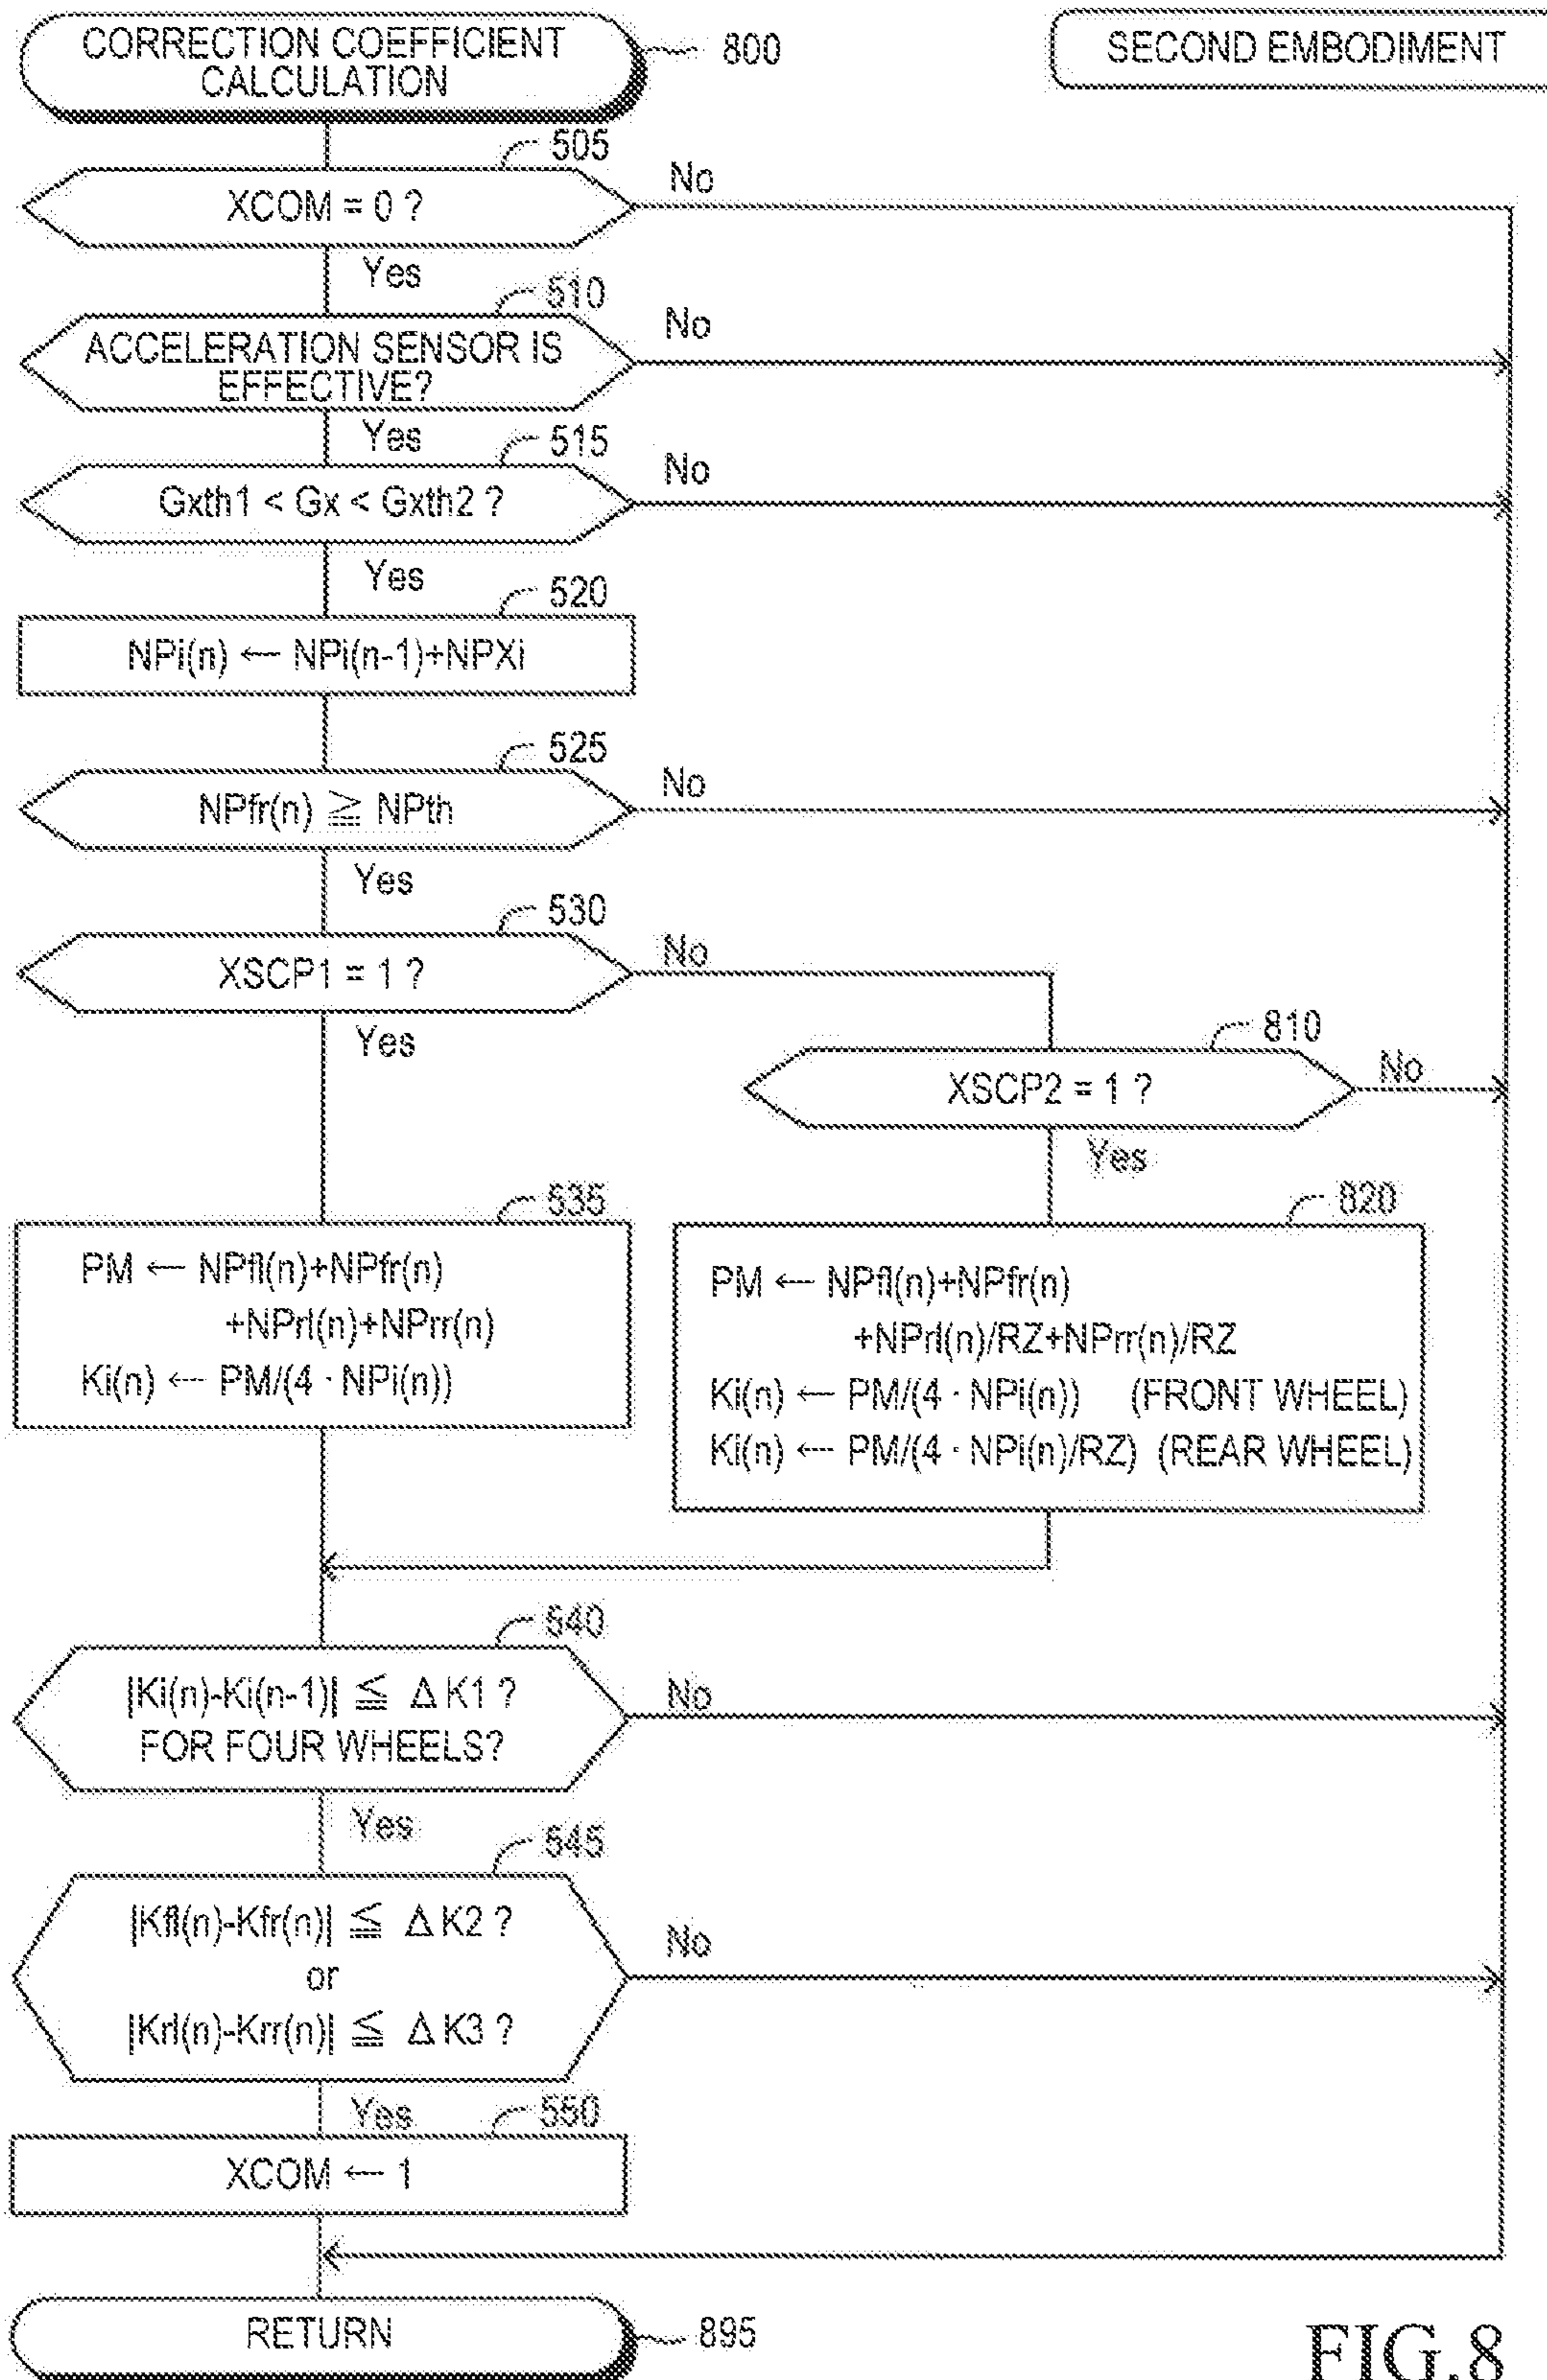 CORRECTION COEFFICIENT
CALCULATION
800
SECOND EMBODIMENT
505
XCOM = 0 ?
No
Yes
510
ACCELERATION SENSOR IS
EFFECTIVE?
No
Yes
515
Gxth1 < Gx < Gxth2 ?
No
Yes
520
NPi(n) ← NPi(n-1)+NPXi
525
NPfr(n) ≧ NPth
No
Yes
530
XSCP1 = 1 ?
No
Yes
810
XSCP2 = 1 ?
No
Yes
535
PM ← NPfl(n)+NPfr(n)
+NPrl(n)+NPrr(n)
Ki(n) ← PM/(4 · NPi(n))
820
PM ← NPfl(n)+NPfr(n)
+NPrl(n)/RZ+NPrr(n)/RZ
Ki(n) ← PM/(4 · NPi(n)) (FRONT WHEEL)
Ki(n) ← PM/(4 · NPi(n)/RZ) (REAR WHEEL)
540
|Ki(n)-Ki(n-1)| ≦ ΔK1 ?
FOR FOUR WHEELS?
No
Yes
545
|Kfl(n)-Kfr(n)| ≦ ΔK2 ?
or
|Krl(n)-Krr(n)| ≦ ΔK3 ?
No
Yes
550
XCOM ← 1
RETURN
895
FIG.8